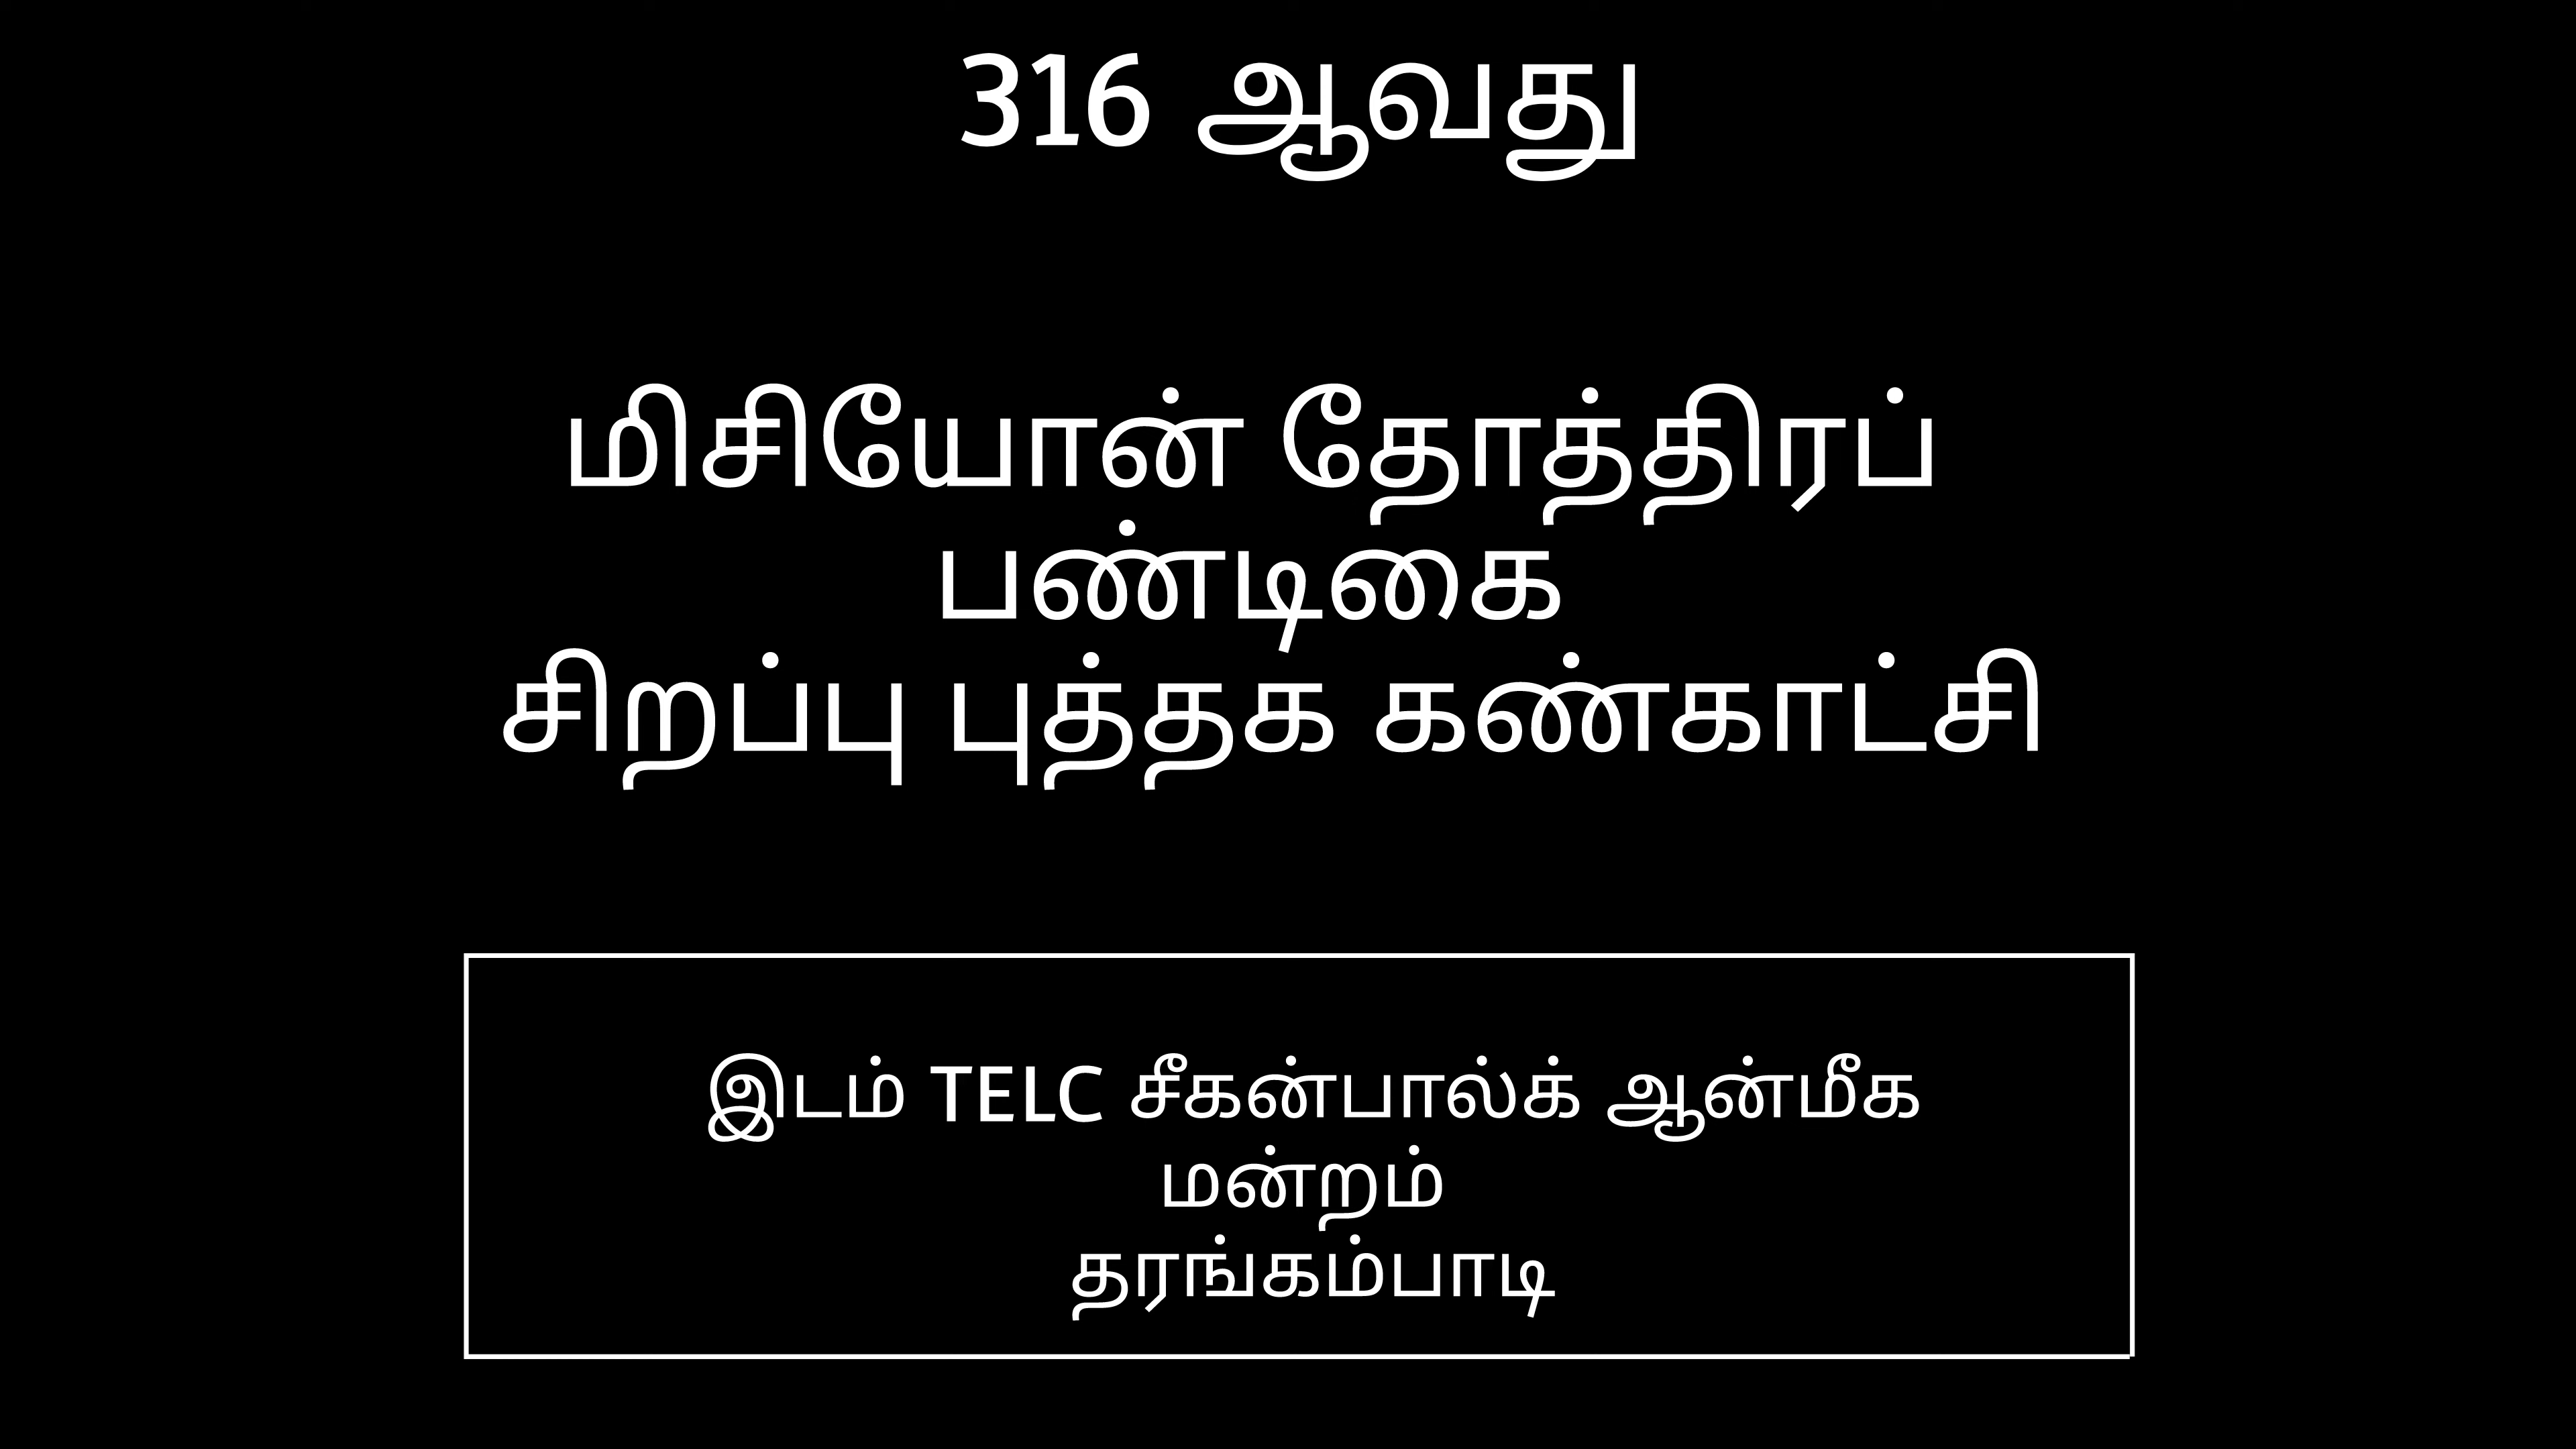 316 ஆவது
மிசியோன் தோத்திரப்
பண்டிகை
சிறப்பு புத்தக கண்காட்சி
இடம் TELC சீகன்பால்க் ஆன்மீக
மன்றம்
தரங்கம்பாடி